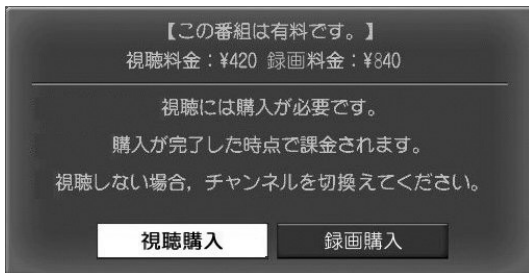 【この番組は有料です。】
視聴料金：¥420 録画料金：¥840
視聴には購入が必要です。
購入が完了した時点で課金されます。
視聴しない場合，チャンネルを切換えてください。
視聴購入 録画購入